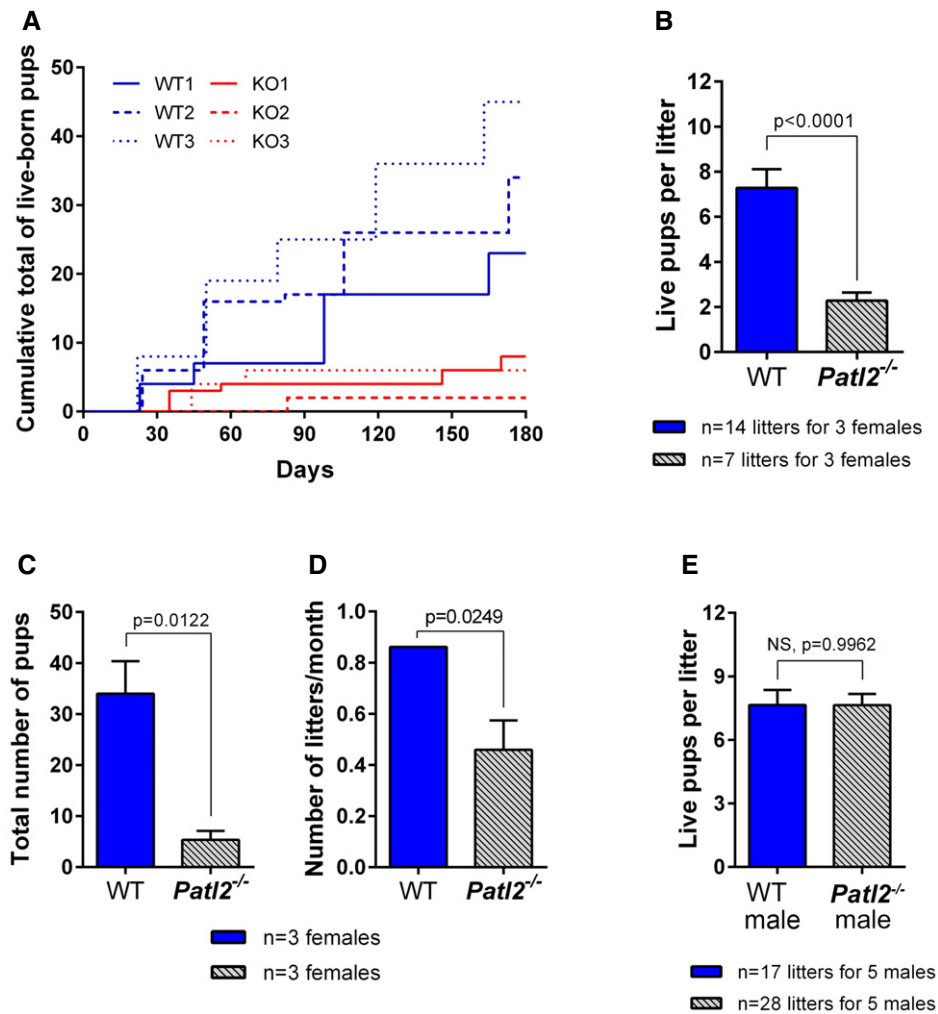 A
Cumulative total of live-born pups
50
40
30
20
10
0
WT1
KO1
WT2
KO2
WT3
KO3
0 30 60 90 120 150 180
Days
B
Live pups per litter
12
10
8
6
4
2
0
p<0.0001
WT Patl2-/-
n=14 litters for 3 females
n=7 litters for 3 females
C
Total number of pups
50
40
30
20
10
0
p=0.0122
WT Patl2-/-
D
Number of litters/month
1.0
0.8
0.6
0.4
0.2
0.0
p=0.0249
WT Patl2-/-
n=3 females
n=3 females
E
Live pups per litter
12
9
6
3
0
NS, p=0.9962
WT Patl2-/-
male male
n=17 litters for 5 males
n=28 litters for 5 males